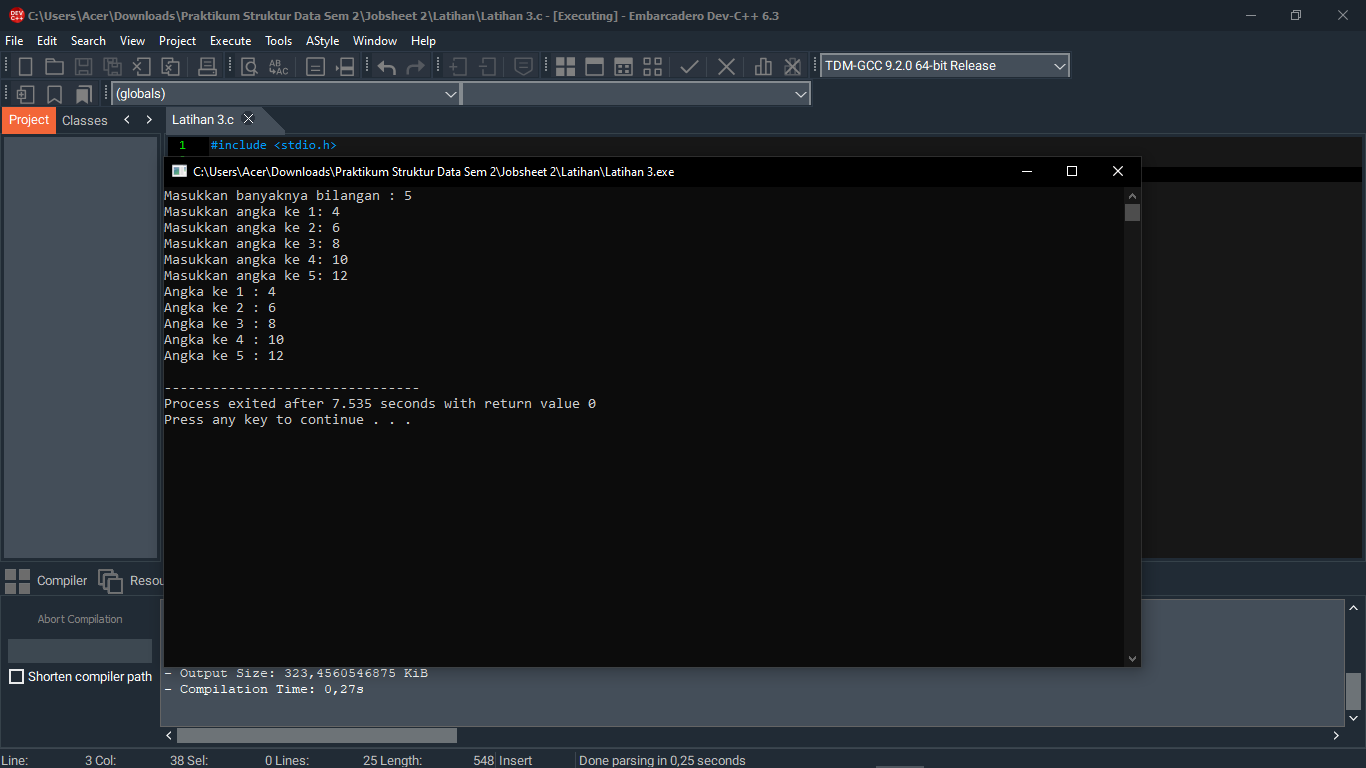 C:\Users\Acer\Downloads\Praktikum Struktur Data Sem 2\Jobsheet 2\Latihan\Latihan 3.c - [Executing] - Embarcadero Dev-C++ 6.3
File Edit Search View Project Execute Tools AStyle Window Help
TDM-GCC 9.2.0 64-bit Release
(globals)
Project Classes
Latihan 3.c
1 #include <stdio.h>
C:\Users\Acer\Downloads\Praktikum Struktur Data Sem 2\Jobsheet 2\Latihan\Latihan 3.exe
Masukkan banyaknya bilangan : 5
Masukkan angka ke 1: 4
Masukkan angka ke 2: 6
Masukkan angka ke 3: 8
Masukkan angka ke 4: 10
Masukkan angka ke 5: 12
Angka ke 1 : 4
Angka ke 2 : 6
Angka ke 3 : 8
Angka ke 4 : 10
Angka ke 5 : 12
--------------------------------
Process exited after 7.535 seconds with return value 0
Press any key to continue . . .
Compiler Resou
Abort Compilation
Shorten compiler path
- Output Size: 323,4560546875 KiB
- Compilation Time: 0,27s
Line: 3 Col: 38 Sel: 0 Lines: 25 Length: 548 Insert Done parsing in 0,25 seconds